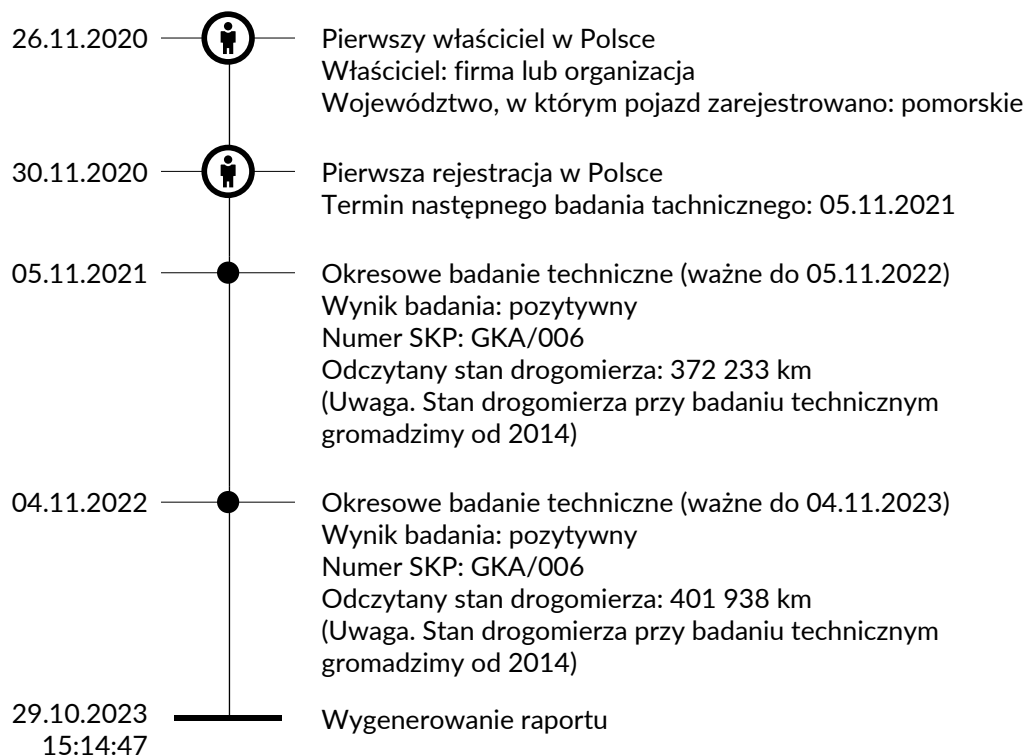 26.11.2020
Pierwszy właściciel w Polsce
Właściciel: firma lub organizacja
Województwo, w którym pojazd zarejestrowano: pomorskie
30.11.2020
Pierwsza rejestracja w Polsce
Termin następnego badania tachnicznego: 05.11.2021
05.11.2021
Okresowe badanie techniczne (ważne do 05.11.2022)
Wynik badania: pozytywny
Numer SKP: GKA/006
Odczytany stan drogomierza: 372 233 km
(Uwaga. Stan drogomierza przy badaniu technicznym
gromadzimy od 2014)
04.11.2022
Okresowe badanie techniczne (ważne do 04.11.2023)
Wynik badania: pozytywny
Numer SKP: GKA/006
Odczytany stan drogomierza: 401 938 km
(Uwaga. Stan drogomierza przy badaniu technicznym
gromadzimy od 2014)
29.10.2023
15:14:47
Wygenerowanie raportu